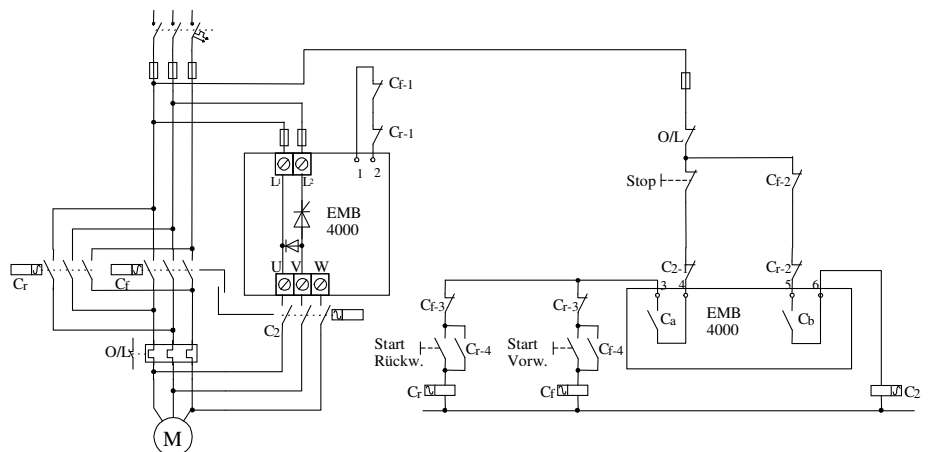 Cf-1
Cr-1
1 2
L1 L2
EMB
4000
U V W
Cr
Cf
C2
O/L
M
O/L
Stop
Cf-2
C2-1
Cr-2
3 4
5 6
Ca
EMB
4000
Cb
Cf-3
Cr-3
Start
Rückw.
Cr-4
Start
Vorw.
Cf-4
Cr
Cf
C2